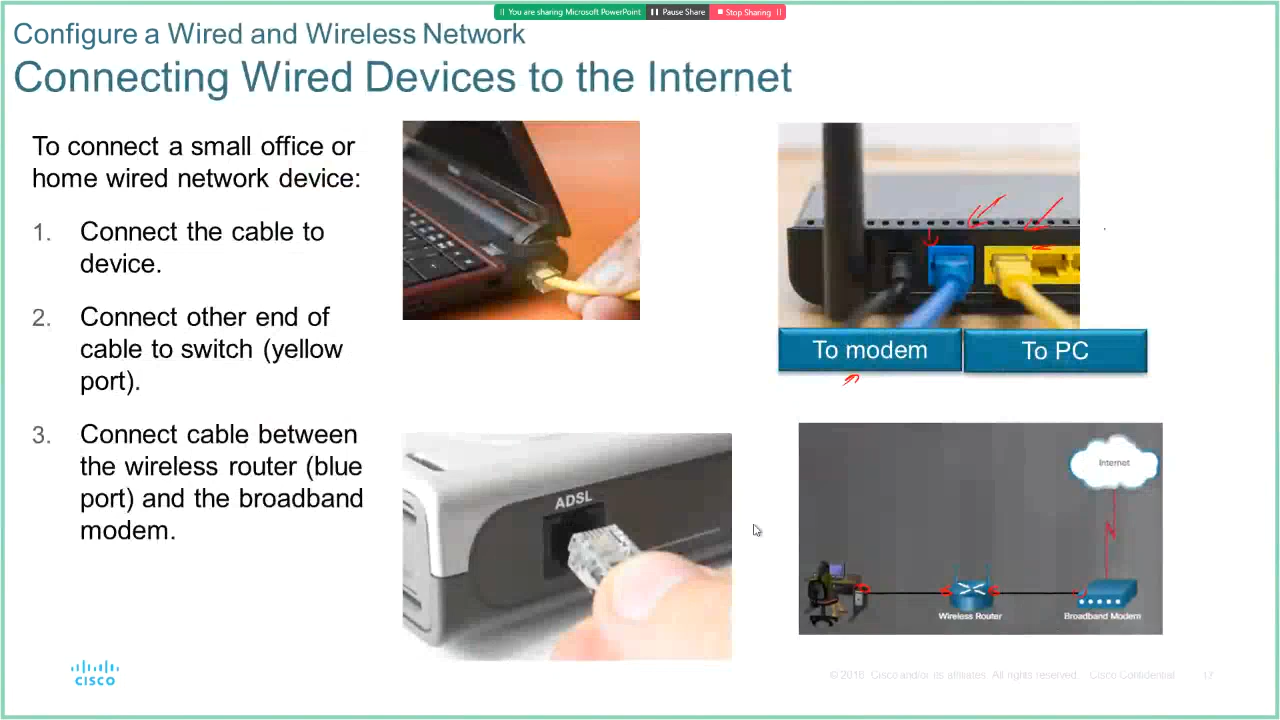 You are sharing Microsoft PowerPoint Pause Share Stop Sharing
Configure a Wired and Wireless Network
Connecting Wired Devices to the Internet
To connect a small office or
home wired network device:
1. Connect the cable to
device.
2. Connect other end of
cable to switch (yellow
port).
3. Connect cable between
the wireless router (blue
port) and the broadband
modem.
To modem
To PC
ADSL
Internet
Wireless Router
Broadband Modem
CISCO
© 2016 Cisco and/or its affiliates. All rights reserved. Cisco Confidential